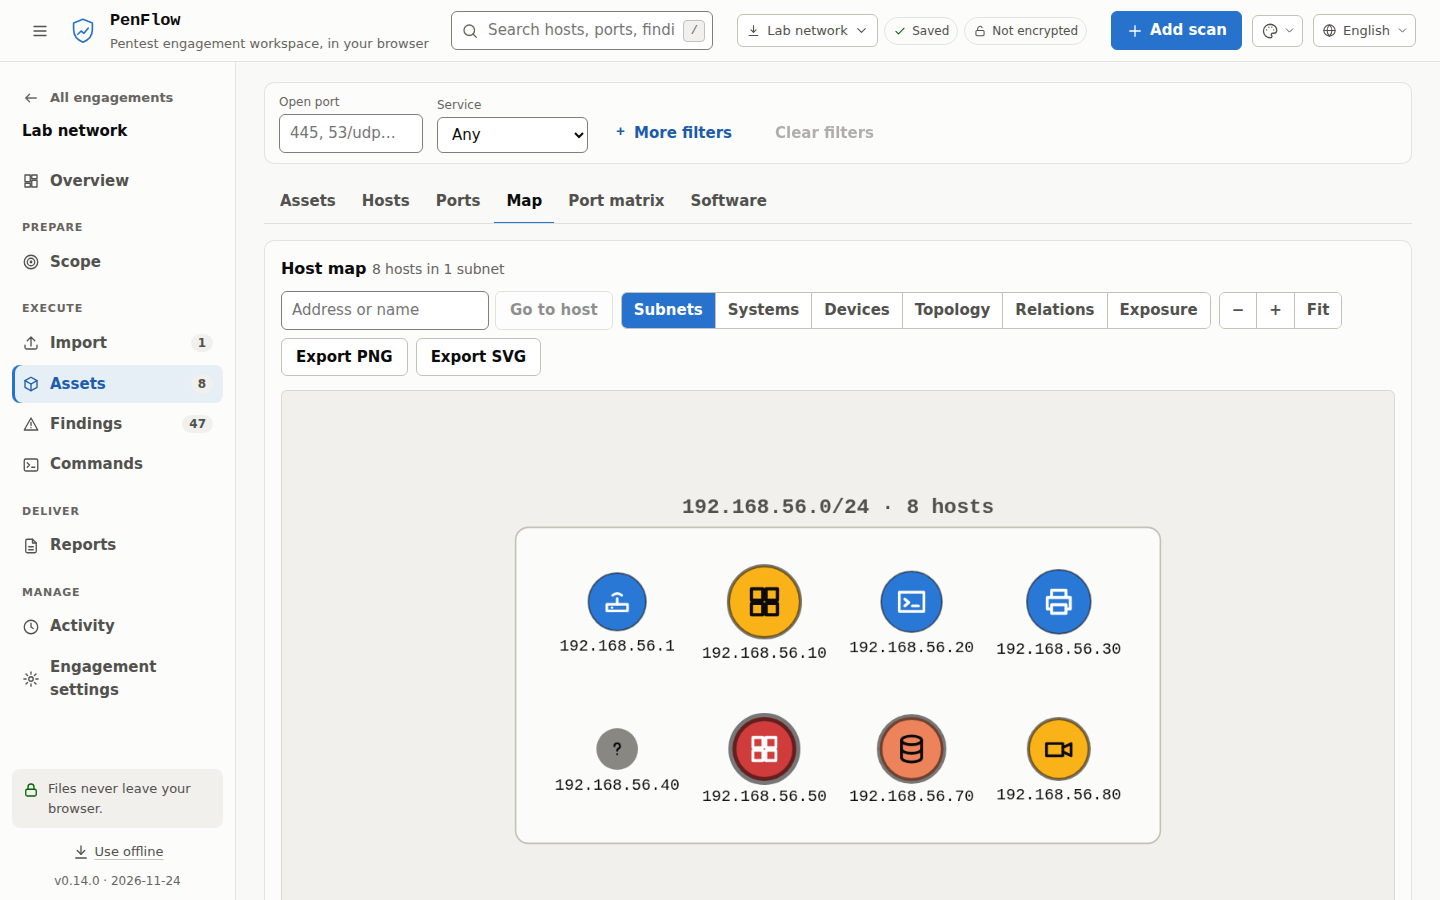 PenFlow
Pentest engagement workspace, in your browser
Search hosts, ports, findi
/
Lab network
Saved
Not encrypted
Add scan
English
All engagements
Lab network
Overview
PREPARE
Scope
EXECUTE
Import 1
Assets 8
Findings 47
Commands
DELIVER
Reports
MANAGE
Activity
Engagement
settings
Files never leave your
browser.
Use offline
v0.14.0 · 2026-11-24
Open port
445, 53/udp...
Service
Any
+ More filters
Clear filters
Assets Hosts Ports Map Port matrix Software
Host map 8 hosts in 1 subnet
Address or name
Go to host
Subnets Systems Devices Topology Relations Exposure
− + Fit
Export PNG Export SVG
192.168.56.0/24 · 8 hosts
192.168.56.1 192.168.56.10 192.168.56.20 192.168.56.30
?
192.168.56.40 192.168.56.50 192.168.56.70 192.168.56.80